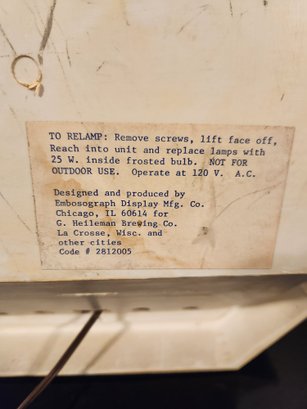 TO RELAMP: Remove screws, lift face off,
Reach into unit and replace lamps with
25 W. inside frosted bulb. NOT FOR
OUTDOOR USE. Operate at 120 V. A.C.
Designed and produced by
Embosograph Display Mfg. Co.
Chicago, IL 60614 for
G. Heileman Brewing Co.
La Crosse, Wisc. and
other cities
Code # 2812005